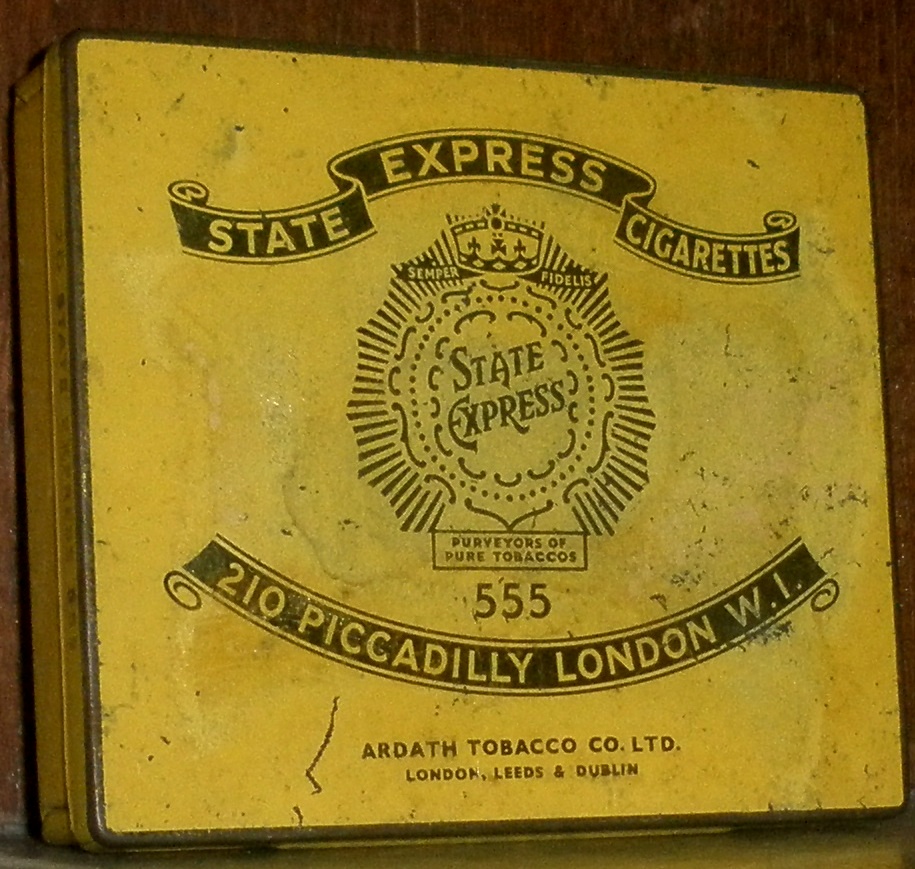 STATE EXPRESS CIGARETTES
SEMPER FIDELIS
STATE
EXPRESS
PURVEYORS OF
PURE TOBACCOS
555
210 PICCADILLY LONDON W.1.
ARDATH TOBACCO CO. LTD.
LONDON, LEEDS & DUBLIN